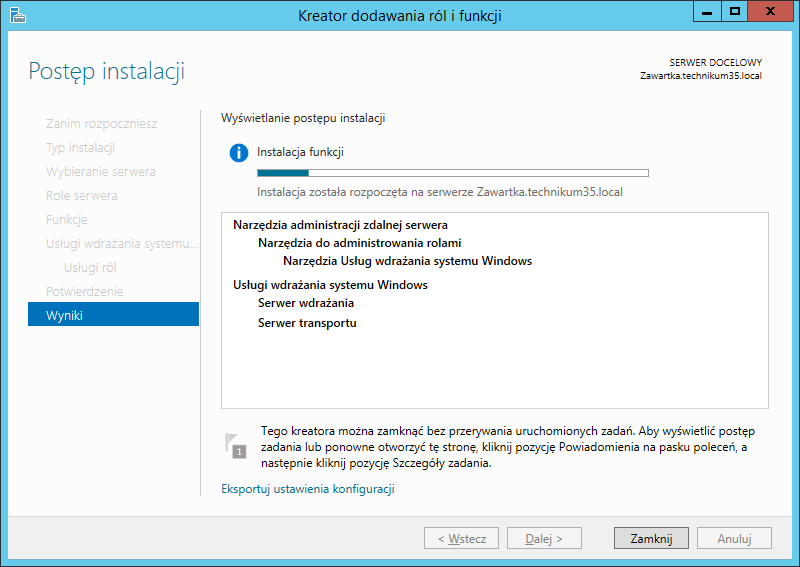 Kreator dodawania ról i funkcji
Postęp instalacji
SERWER DOCELOWY
Zawartka.technikum35.local
Zanim rozpoczniesz
Typ instalacji
Wybieranie serwera
Role serwera
Funkcje
Usługi wdrażania systemu...
Usługi ról
Potwierdzenie
Wyniki
Wyświetlanie postępu instalacji
Instalacja funkcji
Instalacja została rozpoczęta na serwerze Zawartka.technikum35.local
Narzędzia administracji zdalnej serwera
Narzędzia do administrowania rolami
Narzędzia Usług wdrażania systemu Windows
Usługi wdrażania systemu Windows
Serwer wdrażania
Serwer transportu
1
Tego kreatora można zamknąć bez przerywania uruchomionych zadań. Aby wyświetlić postęp
zadania lub ponowne otworzyć tę stronę, kliknij pozycję Powiadomienia na pasku poleceń, a
następnie kliknij pozycję Szczegóły zadania.
Eksportuj ustawienia konfiguracji
< Wstecz
Dalej >
Zamknij
Anuluj